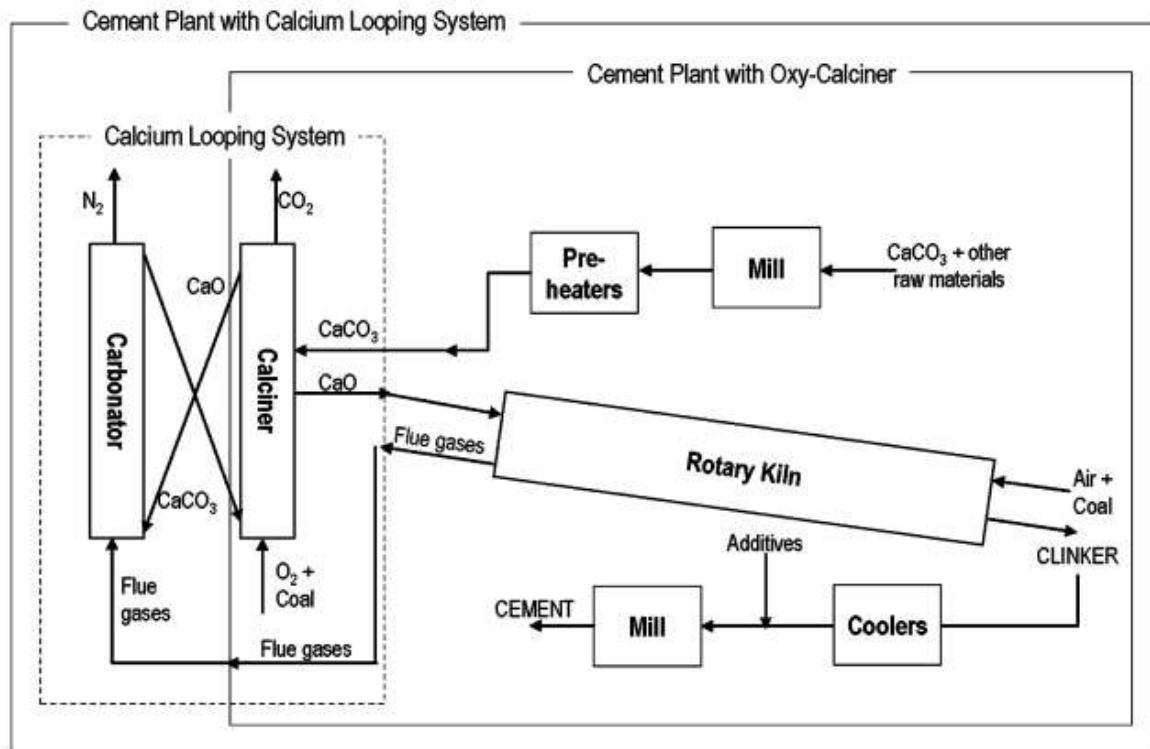 Cement Plant with Calcium Looping System
Cement Plant with Oxy-Calciner
Calcium Looping System
N₂
CO₂
CaO
Carbonator
Calciner
CaCO₃
Pre-
heaters
Mill
CaCO₃ + other
raw materials
CaCO₃
CaO
Flue gases
Rotary Kiln
Air +
Coal
CLINKER
Flue
gases
O₂ +
Coal
Flue gases
Additives
CEMENT
Mill
Coolers